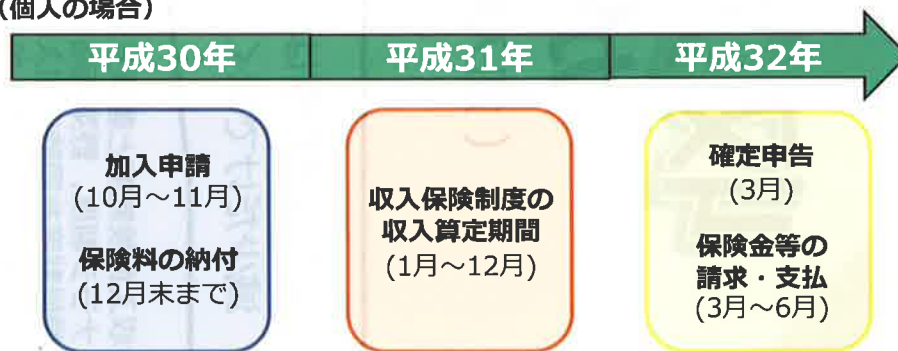 (個人の場合)
平成30年
平成31年
平成32年
加入申請
(10月～11月)
保険料の納付
(12月末まで)
収入保険制度の
収入算定期間
(1月～12月)
確定申告
(3月)
保険金等の
請求・支払
(3月～6月)